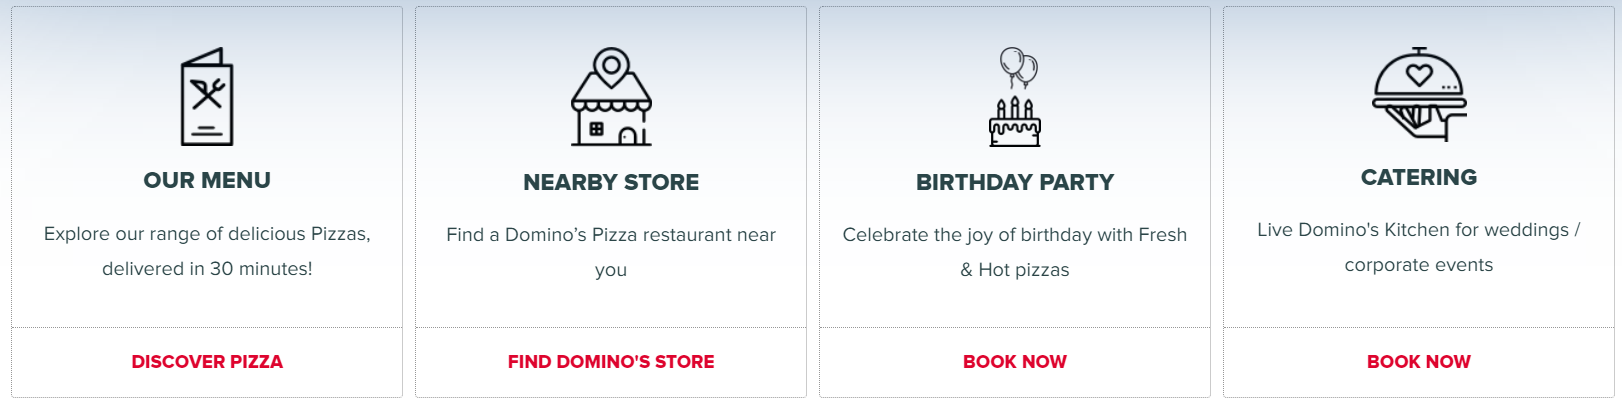 OUR MENU
Explore our range of delicious Pizzas,
delivered in 30 minutes!
DISCOVER PIZZA
NEARBY STORE
Find a Domino’s Pizza restaurant near
you
FIND DOMINO'S STORE
BIRTHDAY PARTY
Celebrate the joy of birthday with Fresh
& Hot pizzas
BOOK NOW
CATERING
Live Domino's Kitchen for weddings /
corporate events
BOOK NOW